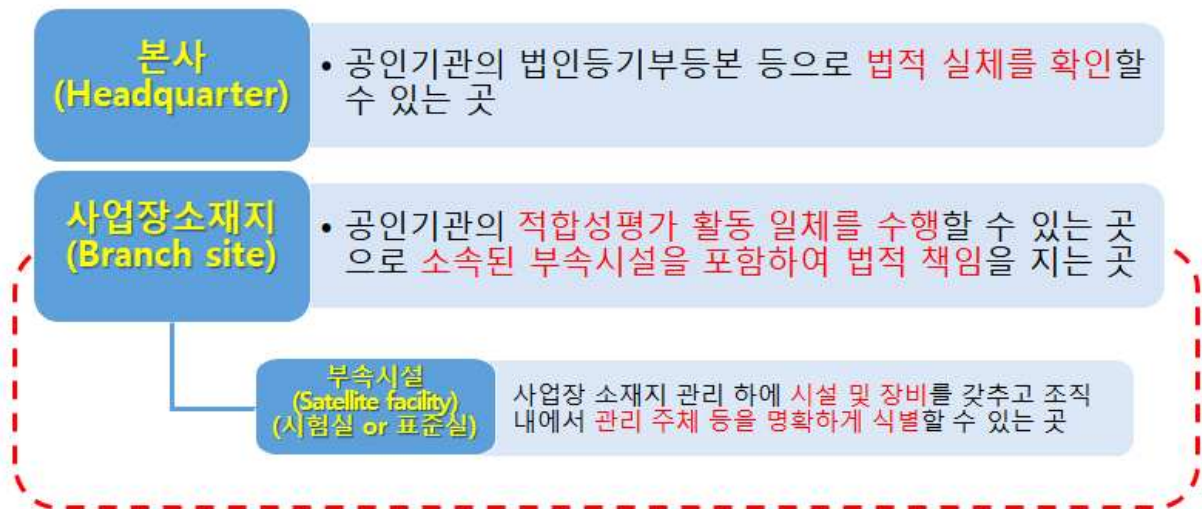 본사
(Headquarter)
• 공인기관의 법인등기부등본 등으로 법적 실체를 확인할
수 있는 곳
사업장소재지
(Branch site)
• 공인기관의 적합성평가 활동 일체를 수행할 수 있는 곳
으로 소속된 부속시설을 포함하여 법적 책임을 지는 곳
부속시설
(Satellite facility)
(시험실 or 표준실)
사업장 소재지 관리 하에 시설 및 장비를 갖추고 조직
내에서 관리 주체 등을 명확하게 식별할 수 있는 곳